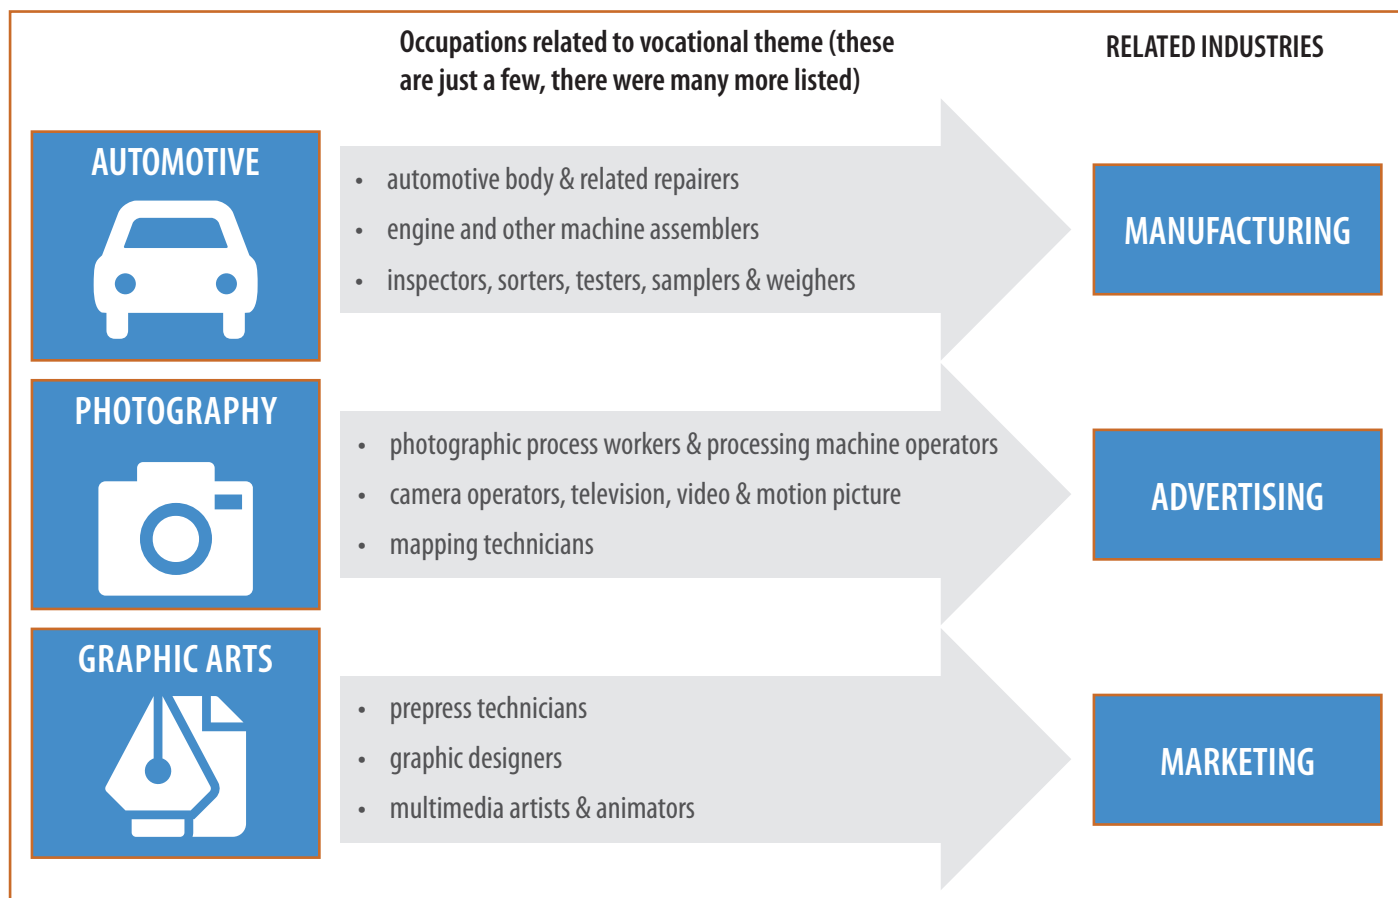 Occupations related to vocational theme (these
are just a few, there were many more listed)
RELATED INDUSTRIES
AUTOMOTIVE
• automotive body & related repairers
• engine and other machine assemblers
• inspectors, sorters, testers, samplers & weighers
MANUFACTURING
PHOTOGRAPHY
• photographic process workers & processing machine operators
• camera operators, television, video & motion picture
• mapping technicians
ADVERTISING
GRAPHIC ARTS
• prepress technicians
• graphic designers
• multimedia artists & animators
MARKETING